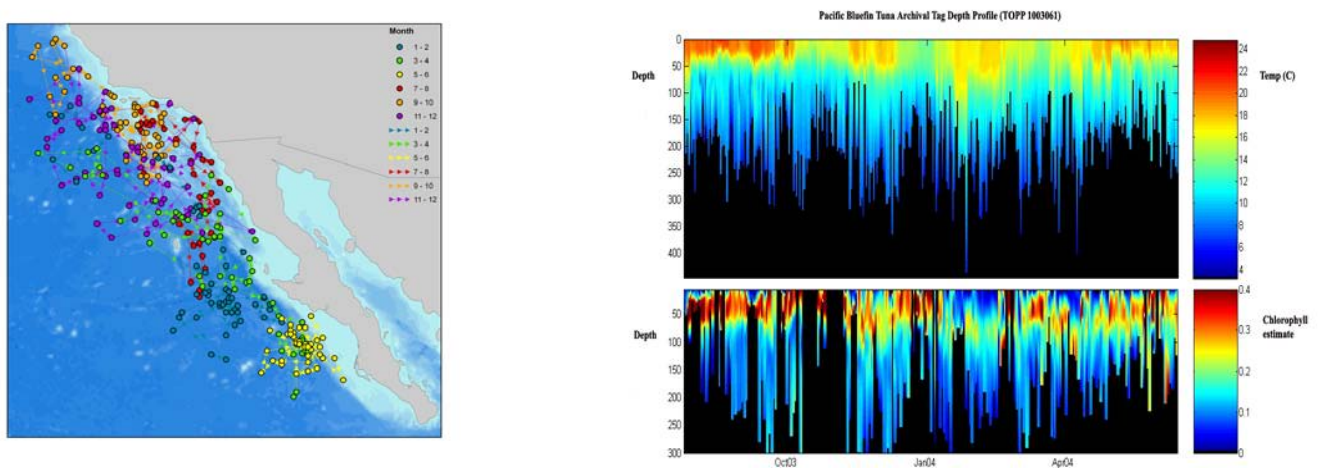 Month
1 - 2
3 - 4
5 - 6
7 - 8
9 - 10
11 - 12
1 - 2
3 - 4
5 - 6
7 - 8
9 - 10
11 - 12
Pacific Bluefin Tuna Archival Tag Depth Profile (TOPP 1003061)
Depth
0
50
100
150
200
250
300
350
400
24
22
20
18
16
14
12
10
8
6
4
Temp (C)
Depth
50
100
150
200
250
300
Oct03
Jan04
Apr04
0.4
0.3
0.2
0.1
0
Chlorophyll
estimate